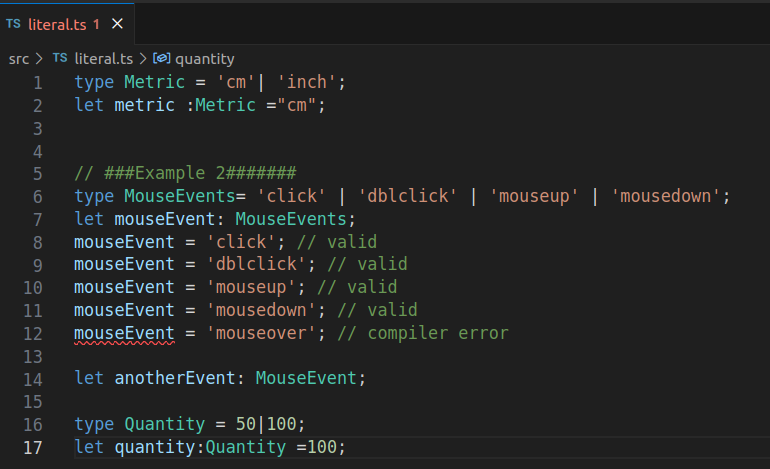 TS literal.ts 1 ×
src > TS literal.ts > quantity
1 type Metric = 'cm'| 'inch';
2 let metric :Metric ="cm";
3
4
5 // ###Example 2#######
6 type MouseEvents= 'click' | 'dblclick' | 'mouseup' | 'mousedown';
7 let mouseEvent: MouseEvents;
8 mouseEvent = 'click'; // valid
9 mouseEvent = 'dblclick'; // valid
10 mouseEvent = 'mouseup'; // valid
11 mouseEvent = 'mousedown'; // valid
12 mouseEvent = 'mouseover'; // compiler error
13
14 let anotherEvent: MouseEvent;
15
16 type Quantity = 50|100;
17 let quantity:Quantity =100;